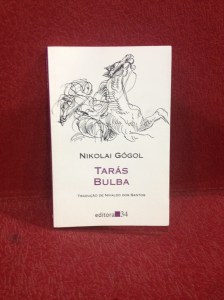 NIKOLAI GÓGOL
TARÁS
BULBA
TRADUÇÃO DE NIVALDO DOS SANTOS
editora 34